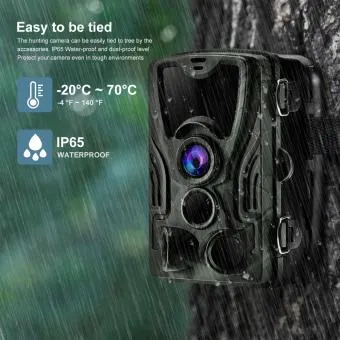 Easy to be tied
The hunting camera can be easily tied to tree by the
accessories. IP65 Water-proof and dual-proof level
Protect your camera even in tough environments
-20°C ~ 70°C
-4 °F ~ 140 °F
IP65
WATERPROOF